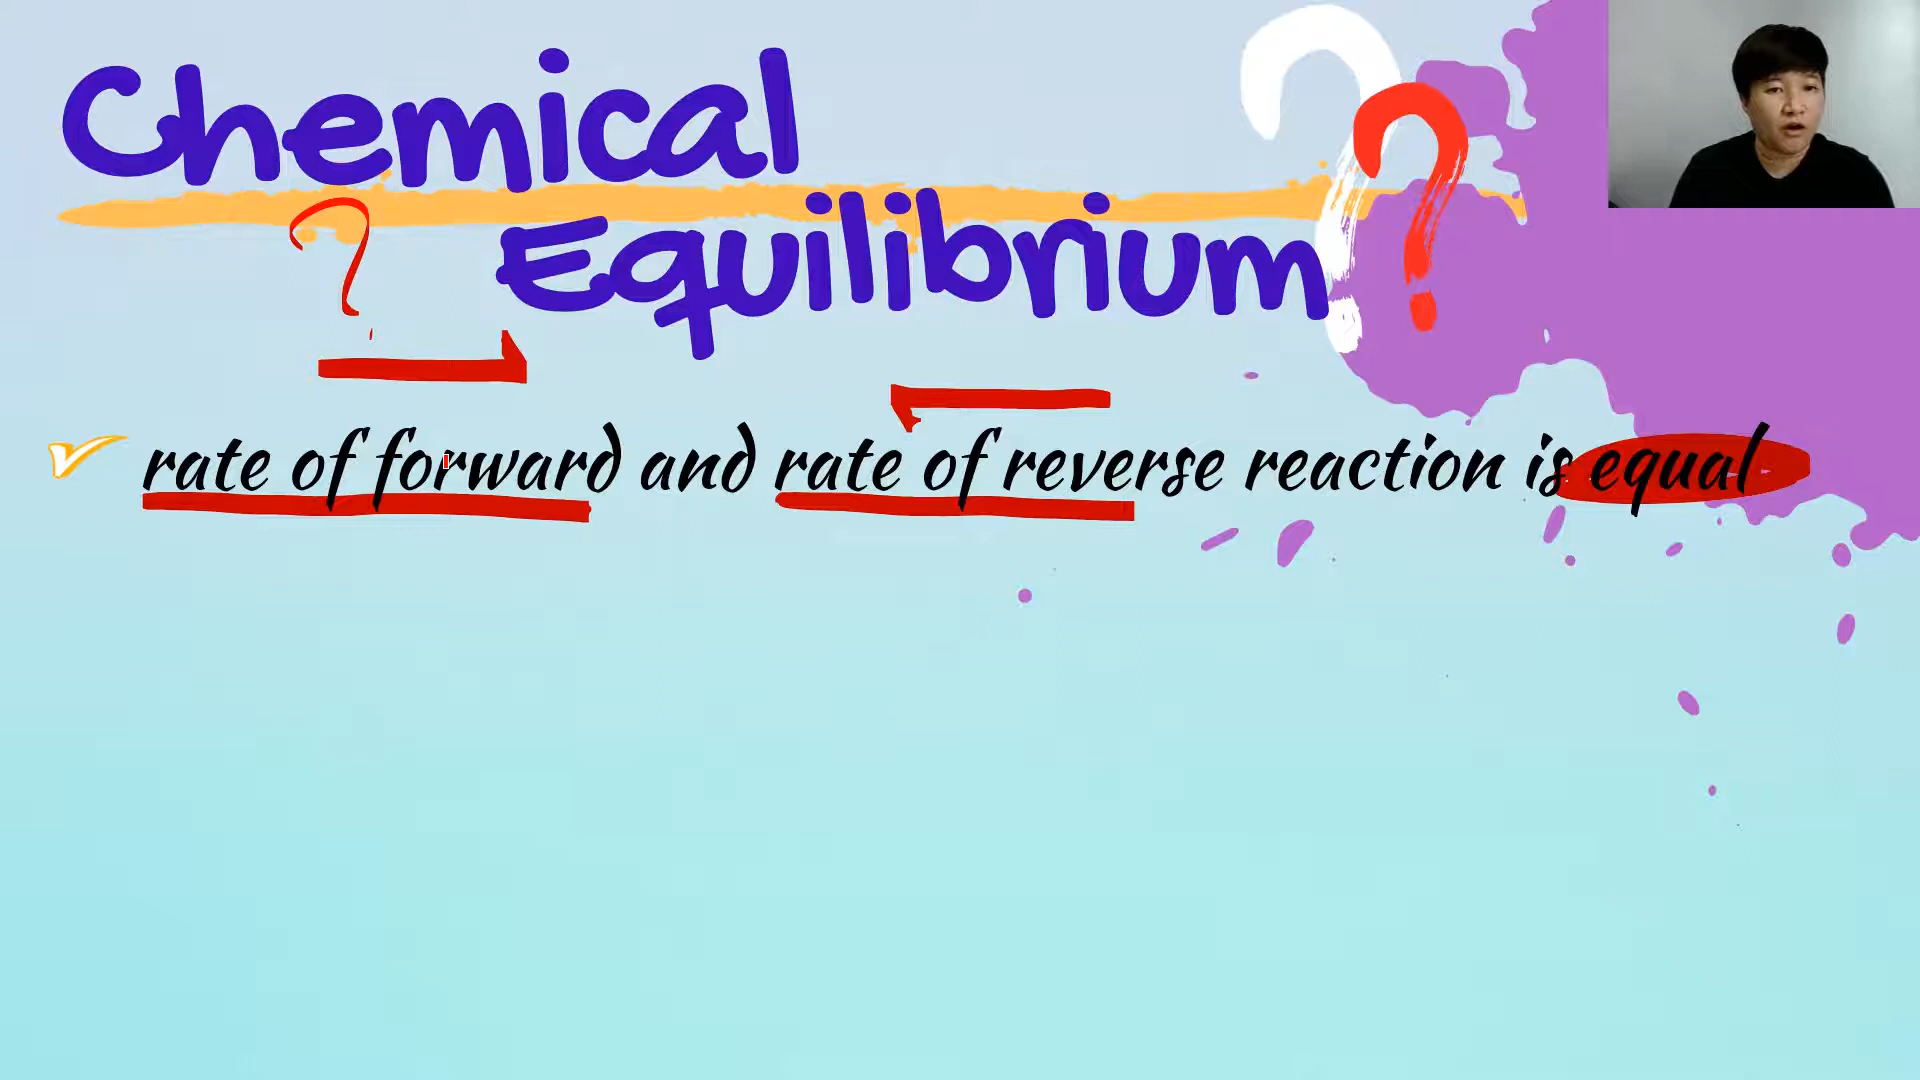 Chemical
Equilibrium
?
?
?
rate of forward and rate of reverse reaction is equal